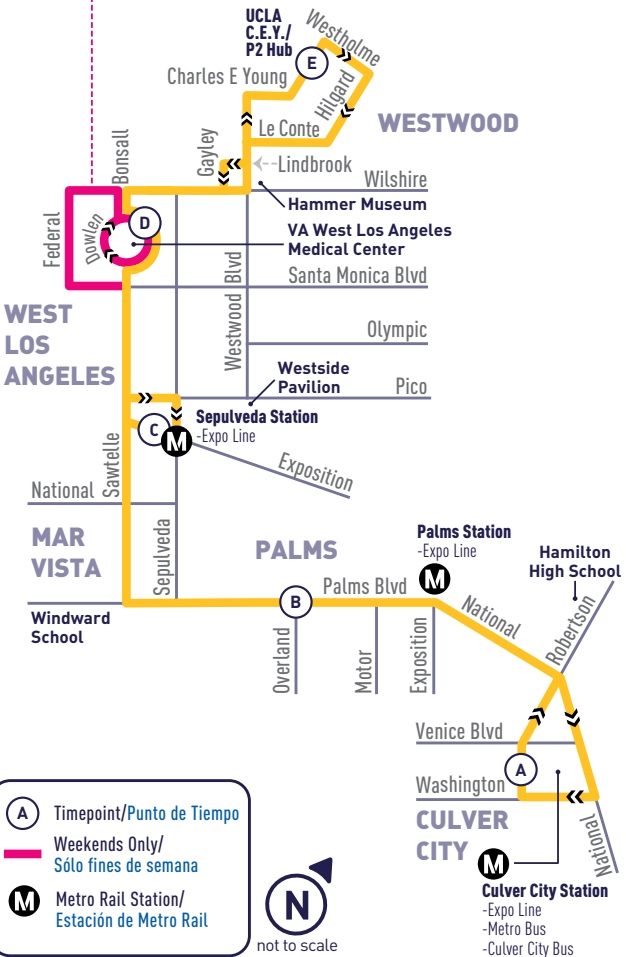 UCLA
C.E.Y./
P2 Hub
Westholme
E
Charles E Young
Hilgard
WESTWOOD
Le Conte
Gayley
Bonsall
Lindbrook
Wilshire
Hammer Museum
D
Dowlen
Federal
VA West Los Angeles
Medical Center
Westwood Blvd
Santa Monica Blvd
WEST
LOS
ANGELES
Olympic
Westside
Pavilion
Pico
C
M
Sepulveda Station
-Expo Line
Exposition
Sawtelle
National
MAR
VISTA
Sepulveda
PALMS
Palms Station
-Expo Line
M
Hamilton
High School
Windward
School
B
Palms Blvd
National
Robertson
Overland
Motor
Exposition
Venice Blvd
A
Washington
CULVER
CITY
National
M
Culver City Station
-Expo Line
-Metro Bus
-Culver City Bus
A Timepoint/Punto de Tiempo
Weekends Only/
Sólo fines de semana
M Metro Rail Station/
Estación de Metro Rail
N
not to scale